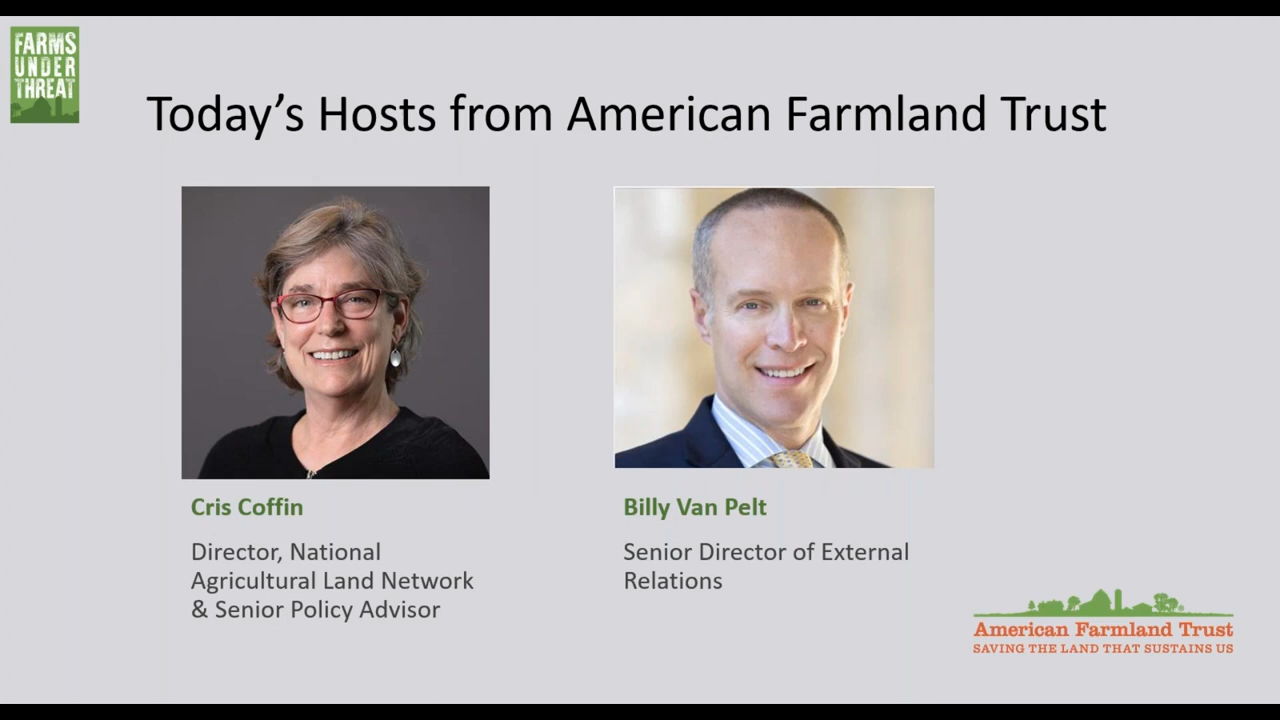 FARMS
UNDER
THREAT
Today's Hosts from American Farmland Trust
Cris Coffin
Director, National
Agricultural Land Network
& Senior Policy Advisor
Billy Van Pelt
Senior Director of External
Relations
American Farmland Trust
SAVING THE LAND THAT SUSTAINS US